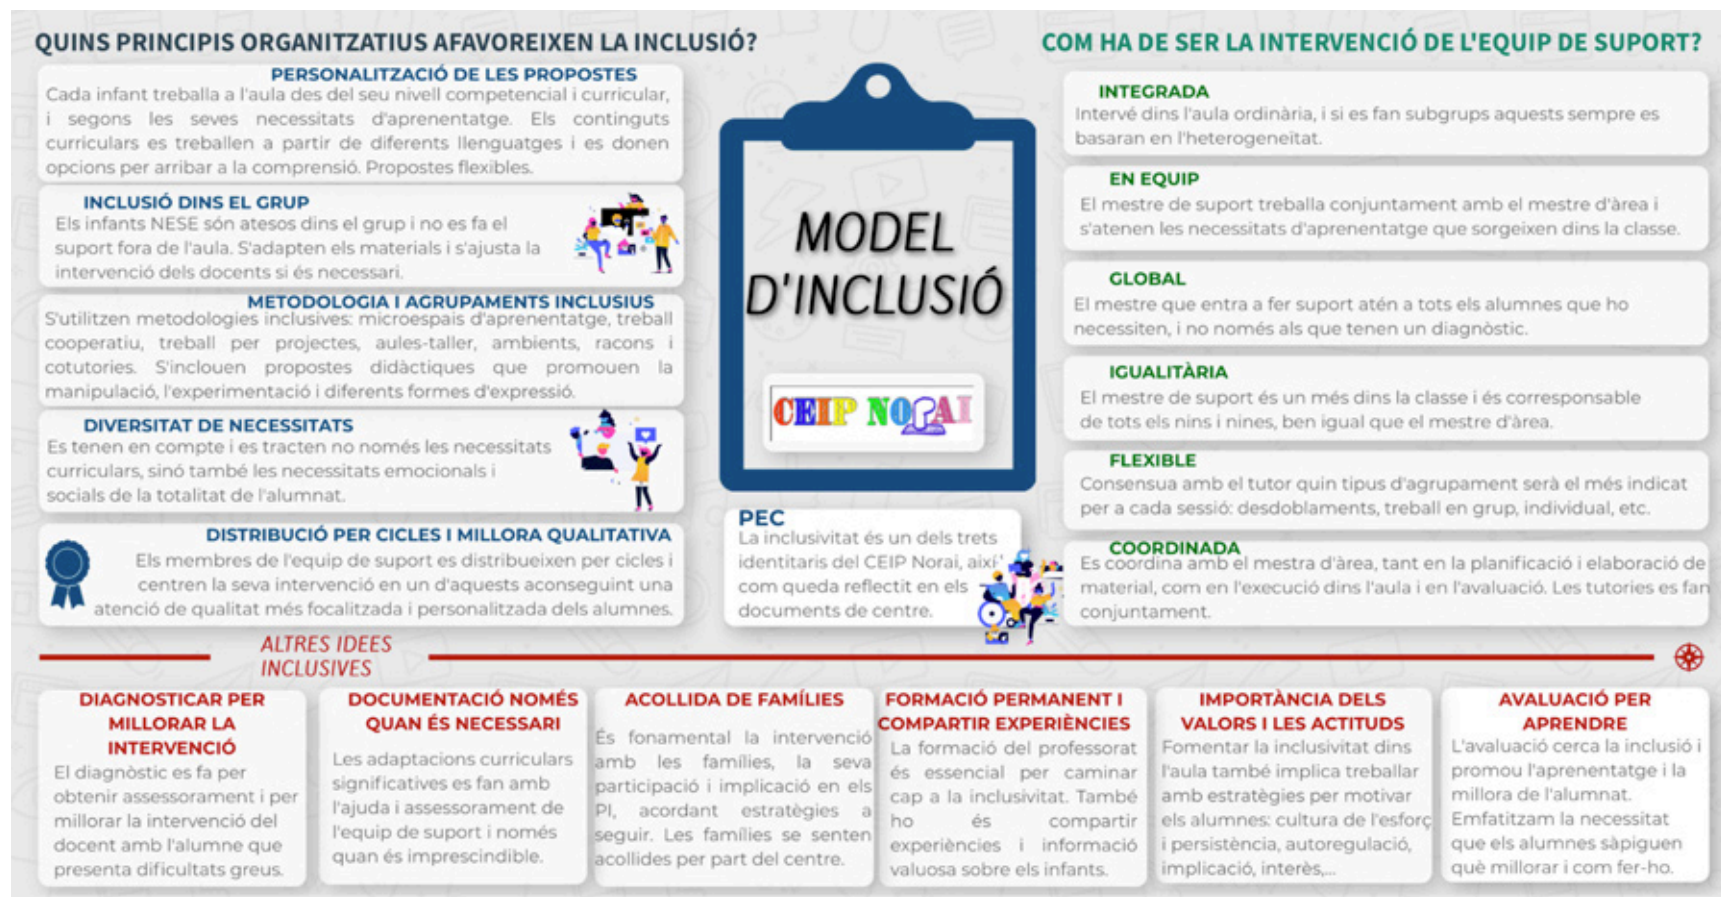 QUINS PRINCIPIS ORGANITZATIUS AFAVOREIXEN LA INCLUSIÓ?
PERSONALITZACIÓ DE LES PROPOSTES
Cada infant treballa a l'aula des del seu nivell competencial i curricular,
i segons les seves necessitats d'aprenentatge. Els continguts
curriculars es treballen a partir de diferents llenguatges i es donen
opcions per arribar a la comprensió. Propostes flexibles.
INCLUSIÓ DINS EL GRUP
Els infants NESE són atesos dins el grup i no es fa el
suport fora de l'aula. S'adapten els materials i s'ajusta la
intervenció dels docents si és necessari.
METODOLOGIA I AGRUPAMENTS INCLUSIUS
S'utilitzen metodologies inclusives: microespais d'aprenentatge, treball
cooperatiu, treball per projectes, aules-taller, ambients, racons i
cotutories. S'inclouen propostes didàctiques que promouen la
manipulació, l'experimentació i diferents formes d'expressió.
DIVERSITAT DE NECESSITATS
Es tenen en compte i es tracten no només les necessitats
curriculars, sinó també les necessitats emocionals i
socials de la totalitat de l'alumnat.
DISTRIBUCIÓ PER CICLES I MILLORA QUALITATIVA
Els membres de l'equip de suport es distribueixen per cicles i
centren la seva intervenció en un d'aquests aconseguint una
atenció de qualitat més focalitzada i personalitzada dels alumnes.
MODEL
D'INCLUSIÓ
CEIP NORAI
PEC
La inclusivitat és un dels trets
identitaris del CEIP Norai, així
com queda reflectit en els
documents de centre.
COM HA DE SER LA INTERVENCIÓ DE L'EQUIP DE SUPORT?
INTEGRADA
Intervé dins l'aula ordinària, i si es fan subgrups aquests sempre es
basaran en l'heterogeneïtat.
EN EQUIP
El mestre de suport treballa conjuntament amb el mestre d'àrea i
s'atenen les necessitats d'aprenentatge que sorgeixen dins la classe.
GLOBAL
El mestre que entra a fer suport atén a tots els alumnes que ho
necessiten, i no només als que tenen un diagnòstic.
IGUALITÀRIA
El mestre de suport és un més dins la classe i és corresponsable
de tots els nins i nines, ben igual que el mestre d'àrea.
FLEXIBLE
Consensua amb el tutor quin tipus d'agrupament serà el més indicat
per a cada sessió: desdoblaments, treball en grup, individual, etc.
COORDINADA
Es coordina amb el mestra d'àrea, tant en la planificació i elaboració de
material, com en l'execució dins l'aula i en l'avaluació. Les tutories es fan
conjuntament.
ALTRES IDEES
INCLUSIVES
DIAGNOSTICAR PER
MILLORAR LA
INTERVENCIÓ
El diagnòstic es fa per
obtenir assessorament i per
millorar la intervenció del
docent amb l'alumne que
presenta dificultats greus.
DOCUMENTACIÓ NOMÉS
QUAN ÉS NECESSARI
Les adaptacions curriculars
significatives es fan amb
l'ajuda i assessorament de
l'equip de suport i només
quan és imprescindible.
ACOLLIDA DE FAMÍLIES
És fonamental la intervenció
amb les famílies, la seva
participació i implicació en els
PI, acordant estratègies a
seguir. Les famílies se senten
acollides per part del centre.
FORMACIÓ PERMANENT I
COMPARTIR EXPERIÈNCIES
La formació del professorat
és essencial per caminar
cap a la inclusivitat. També
ho és compartir
experiències i informació
valuosa sobre els infants.
IMPORTÀNCIA DELS
VALORS I LES ACTITUDS
Fomentar la inclusivitat dins
l'aula també implica treballar
amb estratègies per motivar
els alumnes: cultura de l'esforç
i persistència, autoregulació,
implicació, interès,...
AVALUACIÓ PER
APRENDRE
L'avaluació cerca la inclusió i
promou l'aprenentatge i la
millora de l'alumnat.
Emfatitzam la necessitat
que els alumnes sàpiguen
què millorar i com fer-ho.